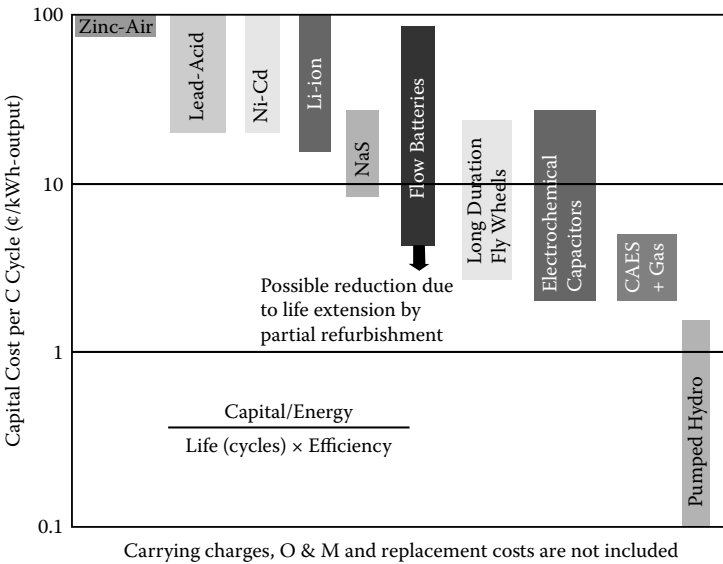 Capital Cost per C Cycle (¢/kWh-output)
100
10
1
0.1
Zinc-Air
Lead-Acid
Ni-Cd
Li-ion
NaS
Flow Batteries
Long Duration
Fly Wheels
Electrochemical
Capacitors
CAES
+ Gas
Pumped Hydro
Possible reduction due
to life extension by
partial refurbishment
Capital/Energy
Life (cycles) × Efficiency
Carrying charges, O & M and replacement costs are not included